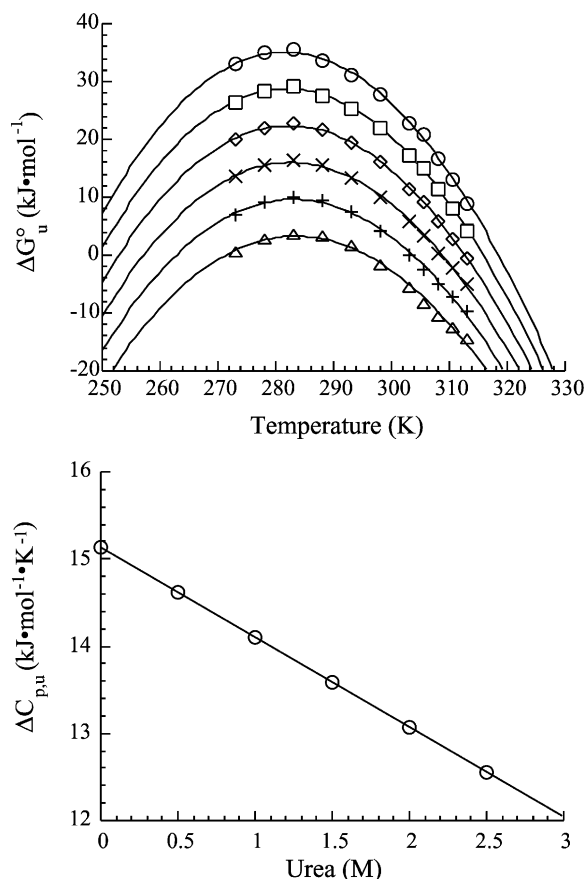 40
30
20
10
0
-10
-20
ΔG°u (kJ•mol-1)
250 260 270 280 290 300 310 320 330
Temperature (K)
16
15
14
13
12
ΔCp,u (kJ•mol-1•K-1)
0 0.5 1 1.5 2 2.5 3
Urea (M)